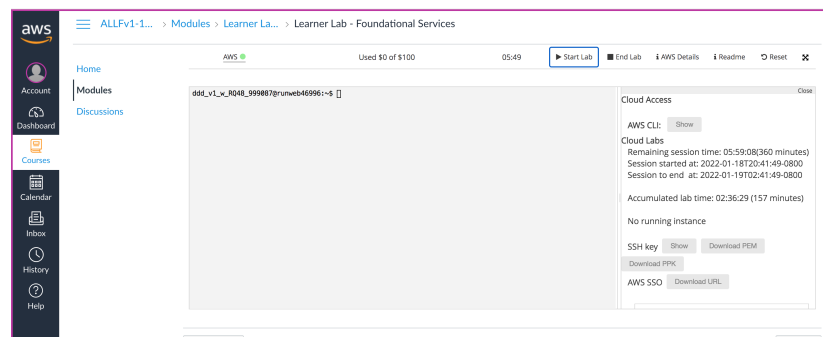 aws
ALLFv1-1... > Modules > Learner La... > Learner Lab - Foundational Services
AWS
Used $0 of $100
05:49
Start Lab
End Lab
i AWS Details
i Readme
Reset
Home
Modules
Discussions
Account
Dashboard
Courses
Calendar
Inbox
History
Help
ddd_v1_w_RQ48_999087@runweb46996:~$
Close
Cloud Access
AWS CLI: Show
Cloud Labs
Remaining session time: 05:59:08(360 minutes)
Session started at: 2022-01-18T20:41:49-0800
Session to end at: 2022-01-19T02:41:49-0800
Accumulated lab time: 02:36:29 (157 minutes)
No running instance
SSH key Show Download PEM
Download PPK
AWS SSO Download URL